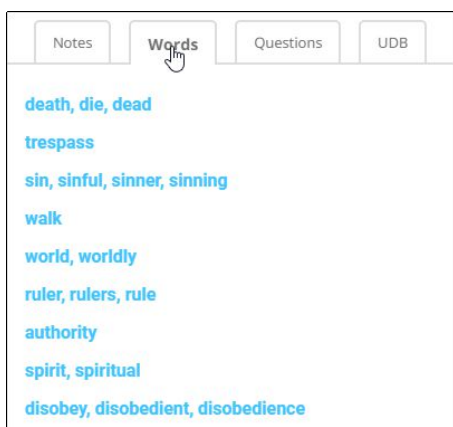 Notes Words Questions UDB
death, die, dead
trespass
sin, sinful, sinner, sinning
walk
world, worldly
ruler, rulers, rule
authority
spirit, spiritual
disobey, disobedient, disobedience